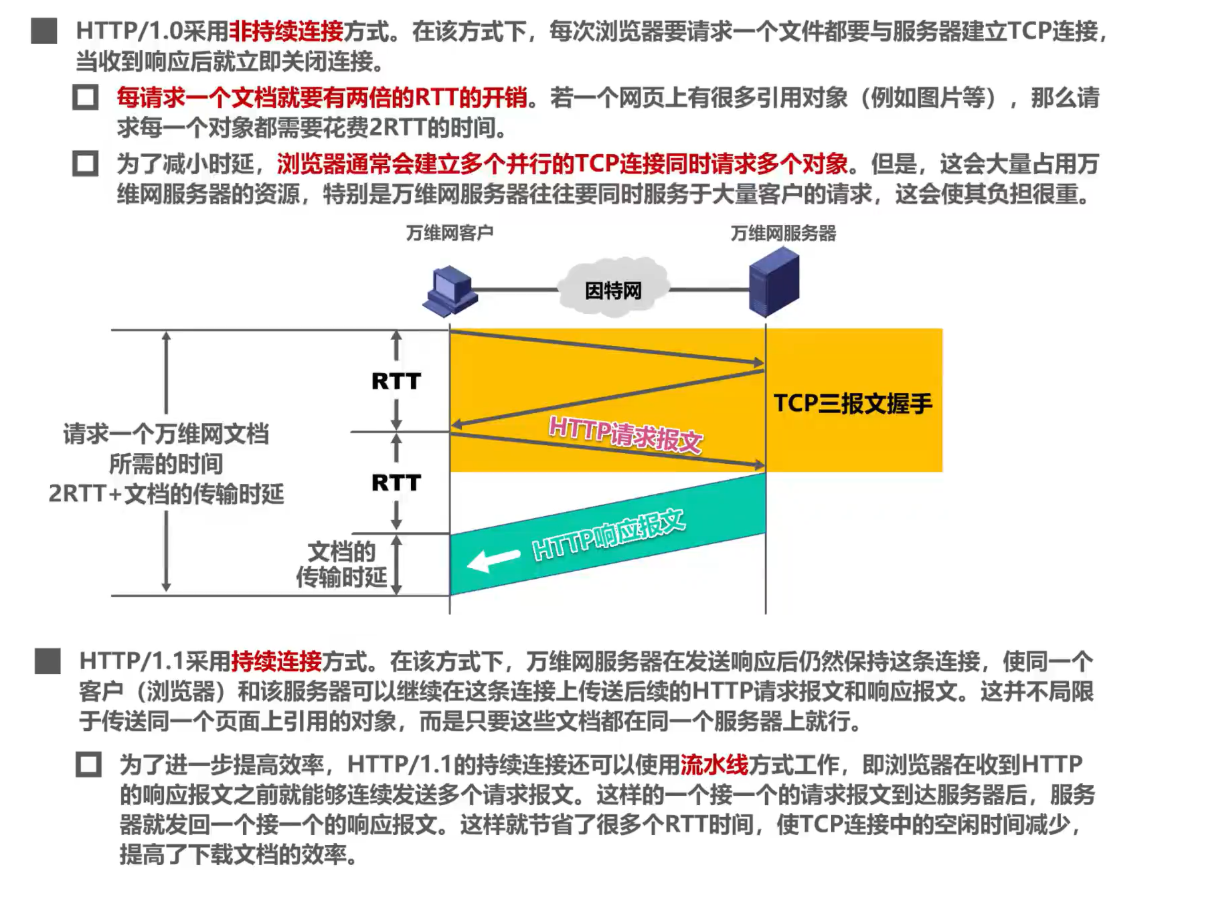 HTTP/1.0采用非持续连接方式。在该方式下，每次浏览器要请求一个文件都要与服务器建立TCP连接，
当收到响应后就立即关闭连接。
每请求一个文档就要有两倍的RTT的开销。若一个网页上有很多引用对象（例如图片等），那么请
求每一个对象都需要花费2RTT的时间。
为了减小时延，浏览器通常会建立多个并行的TCP连接同时请求多个对象。但是，这会大量占用万
维网服务器的资源，特别是万维网服务器往往要同时服务于大量客户的请求，这会使其负担很重。
万维网客户
万维网服务器
因特网
RTT
TCP三报文握手
HTTP请求报文
请求一个万维网文档
所需的时间
2RTT+文档的传输时延
RTT
HTTP响应报文
文档的
传输时延
HTTP/1.1采用持续连接方式。在该方式下，万维网服务器在发送响应后仍然保持这条连接，使同一个
客户（浏览器）和该服务器可以继续在这条连接上传送后续的HTTP请求报文和响应报文。这并不局限
于传送同一个页面上引用的对象，而是只要这些文档都在同一个服务器上就行。
为了进一步提高效率，HTTP/1.1的持续连接还可以使用流水线方式工作，即浏览器在收到HTTP
的响应报文之前就能够连续发送多个请求报文。这样的一个接一个的请求报文到达服务器后，服务
器就发回一个接一个的响应报文。这样就节省了很多个RTT时间，使TCP连接中的空闲时间减少，
提高了下载文档的效率。